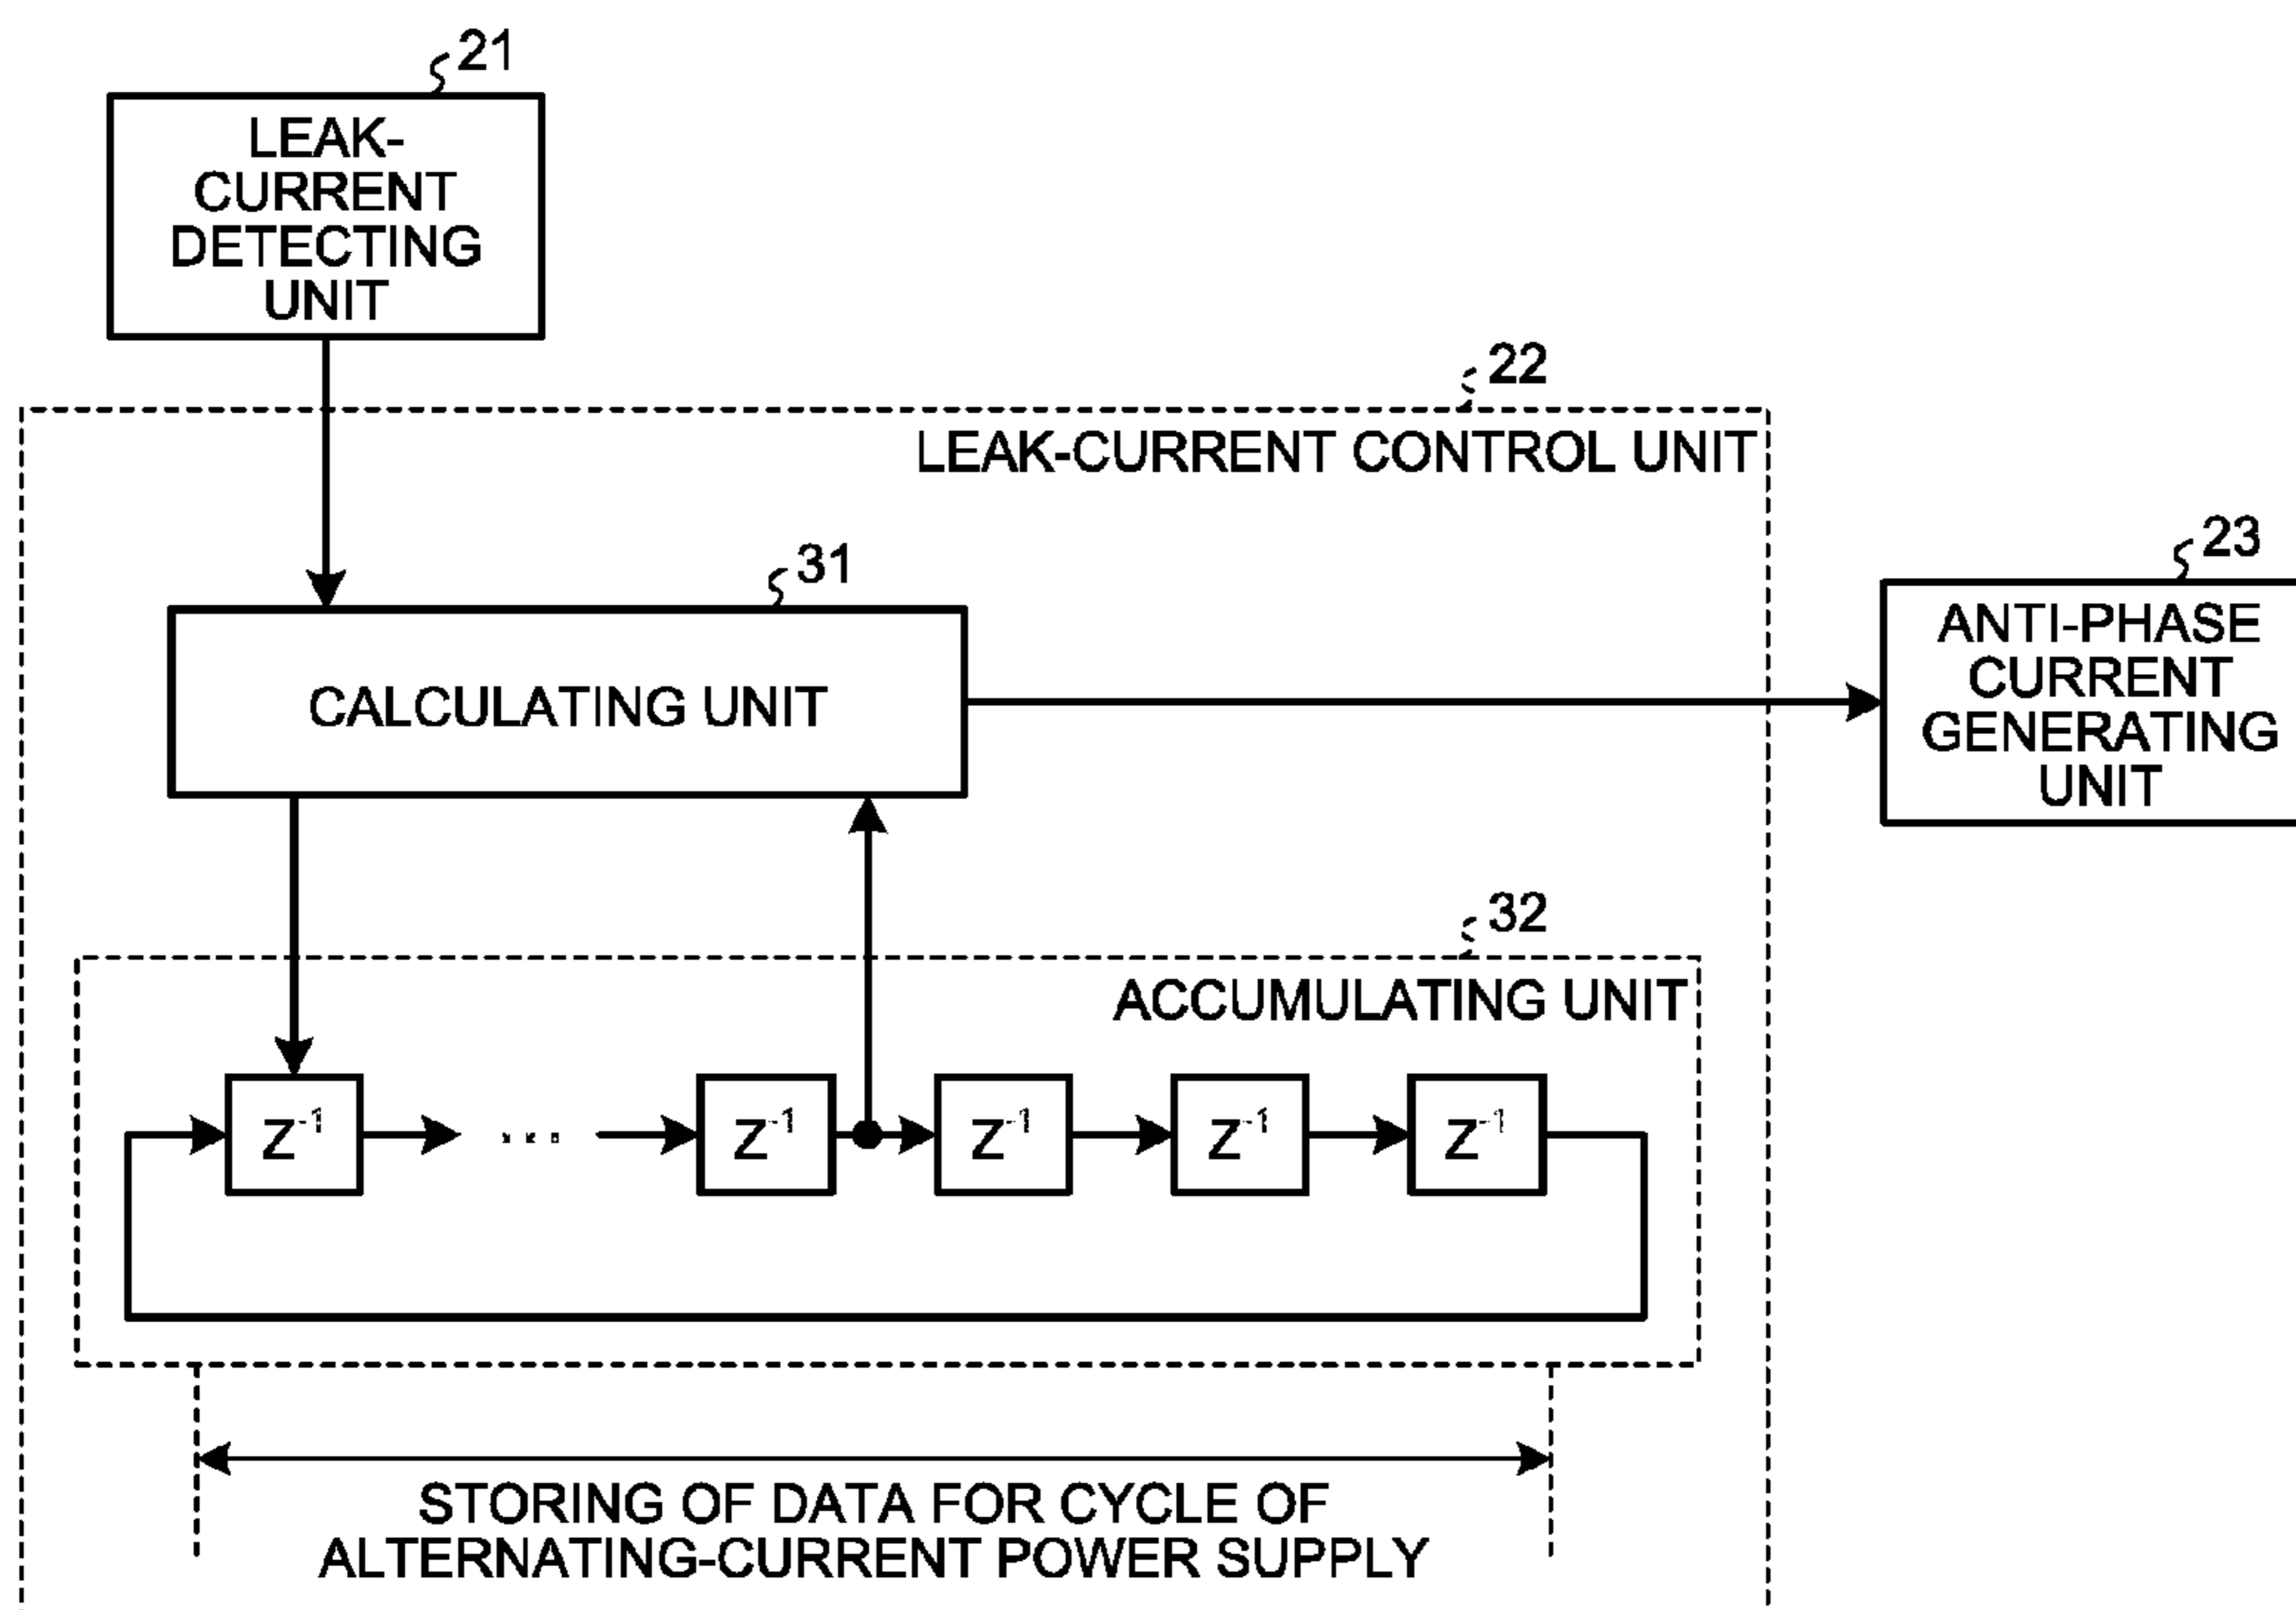 21
LEAK-
CURRENT
DETECTING
UNIT
22
LEAK-CURRENT CONTROL UNIT
31
CALCULATING UNIT
23
ANTI-PHASE
CURRENT
GENERATING
UNIT
32
ACCUMULATING UNIT
Z⁻¹ ... Z⁻¹ Z⁻¹ Z⁻¹ Z⁻¹
STORING OF DATA FOR CYCLE OF
ALTERNATING-CURRENT POWER SUPPLY